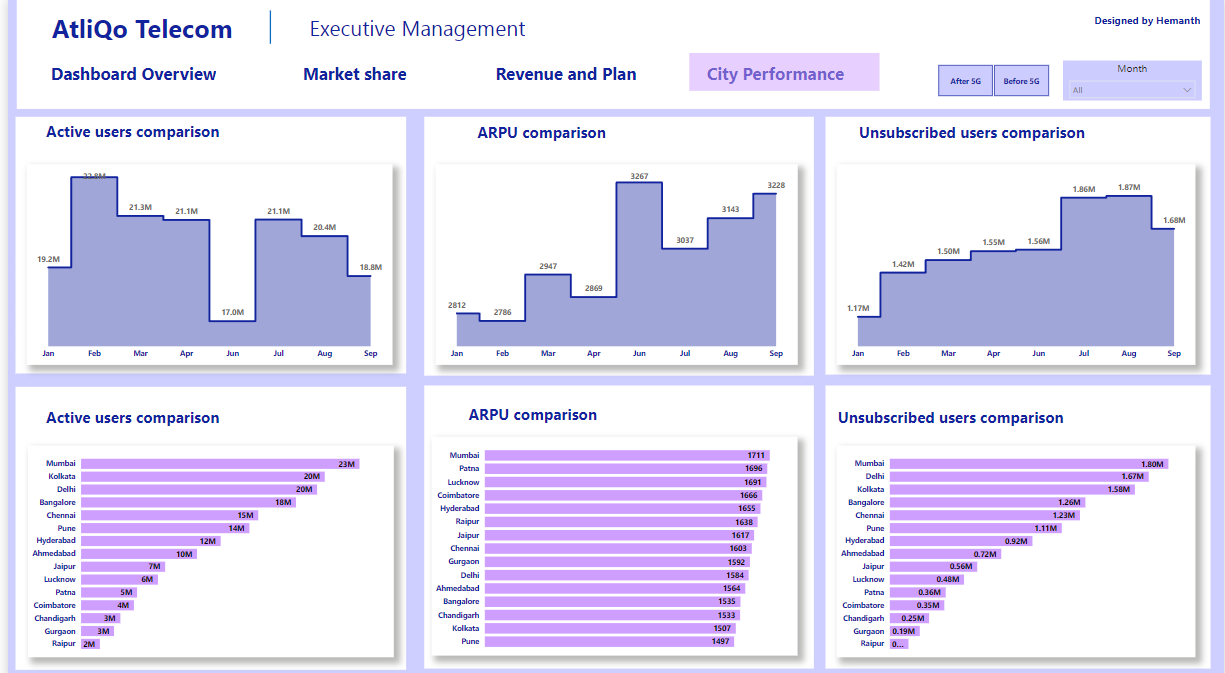 AtliQo Telecom
Executive Management
Designed by Hemanth
Dashboard Overview
Market share
Revenue and Plan
City Performance
After 5G
Before 5G
Month
All
Active users comparison
19.2M
22.8M
21.3M
21.1M
17.0M
21.1M
20.4M
18.8M
Jan Feb Mar Apr Jun Jul Aug Sep
ARPU comparison
2812
2786
2947
2869
3267
3037
3143
3228
Jan Feb Mar Apr Jun Jul Aug Sep
Unsubscribed users comparison
1.17M
1.42M
1.50M
1.55M
1.56M
1.86M
1.87M
1.68M
Jan Feb Mar Apr Jun Jul Aug Sep
Active users comparison
Mumbai 23M
Kolkata 20M
Delhi 20M
Bangalore 18M
Chennai 15M
Pune 14M
Hyderabad 12M
Ahmedabad 10M
Jaipur 7M
Lucknow 6M
Patna 5M
Coimbatore 4M
Chandigarh 3M
Gurgaon 3M
Raipur 2M
ARPU comparison
Mumbai 1711
Patna 1696
Lucknow 1691
Coimbatore 1666
Hyderabad 1655
Raipur 1638
Jaipur 1617
Chennai 1603
Gurgaon 1592
Delhi 1584
Ahmedabad 1564
Bangalore 1535
Chandigarh 1533
Kolkata 1507
Pune 1497
Unsubscribed users comparison
Mumbai 1.80M
Delhi 1.67M
Kolkata 1.58M
Bangalore 1.26M
Chennai 1.23M
Pune 1.11M
Hyderabad 0.92M
Ahmedabad 0.72M
Jaipur 0.56M
Lucknow 0.48M
Patna 0.36M
Coimbatore 0.35M
Chandigarh 0.25M
Gurgaon 0.19M
Raipur 0...